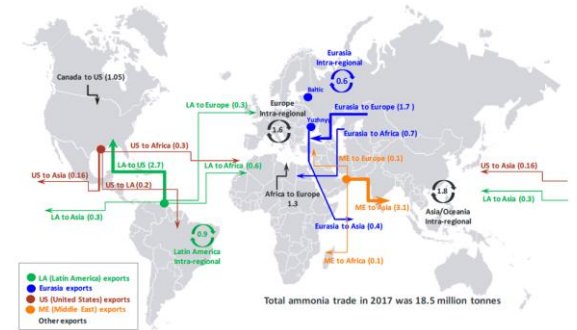 Eurasia
Intra-regional
0.6
Canada to US (1.05)
Baltic
LA to Europe (0.3)
Europe
Intra-regional
1.6
Eurasia to Europe (1.7 )
Yuzhnyy
Eurasia to Africa (0.7)
US to Africa (0.3)
ME to Europe (0.1)
LA to US (2.7)
LA to Africa (0.6)
US to Asia (0.16)
US to Asia (0.16)
US to LA (0.2)
Africa to Europe
1.3
ME to Asia (3.1)
1.8
Asia/Oceania
Intra-regional
LA to Asia (0.3)
LA to Asia (0.3)
Eurasia to Asia (0.4)
0.9
Latin America
Intra-regional
ME to Africa (0.1)
LA (Latin America) exports
Eurasia exports
US (United States) exports
ME (Middle East) exports
Other exports
Total ammonia trade in 2017 was 18.5 million tonnes